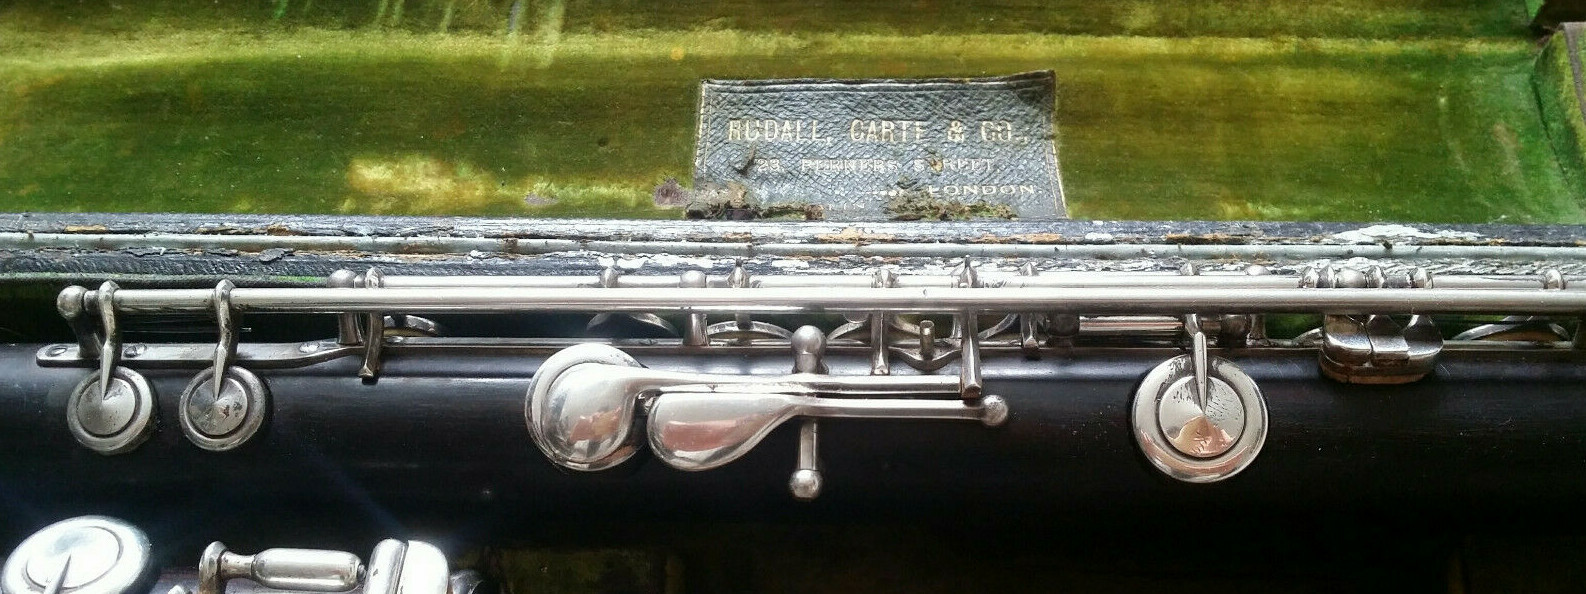 RUDALL, CARTE & CO.,
23 BERNERS STREET
LONDON